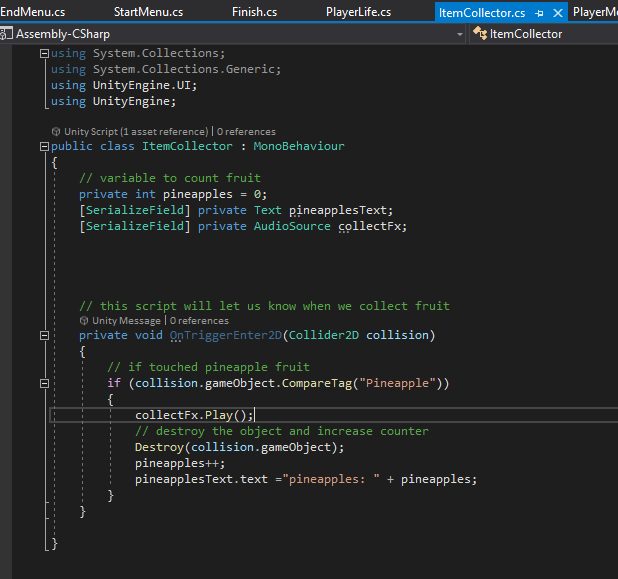 EndMenu.cs StartMenu.cs Finish.cs PlayerLife.cs ItemCollector.cs PlayerMo
Assembly-CSharp ItemCollector
using System.Collections;
using System.Collections.Generic;
using UnityEngine.UI;
using UnityEngine;
Unity Script (1 asset reference) | 0 references
public class ItemCollector : MonoBehaviour
{
// variable to count fruit
private int pineapples = 0;
[SerializeField] private Text pineapplesText;
[SerializeField] private AudioSource collectFx;
// this script will let us know when we collect fruit
Unity Message | 0 references
private void OnTriggerEnter2D(Collider2D collision)
{
// if touched pineapple fruit
if (collision.gameObject.CompareTag("Pineapple"))
{
collectFx.Play();
// destroy the object and increase counter
Destroy(collision.gameObject);
pineapples++;
pineapplesText.text ="pineapples: " + pineapples;
}
}
}